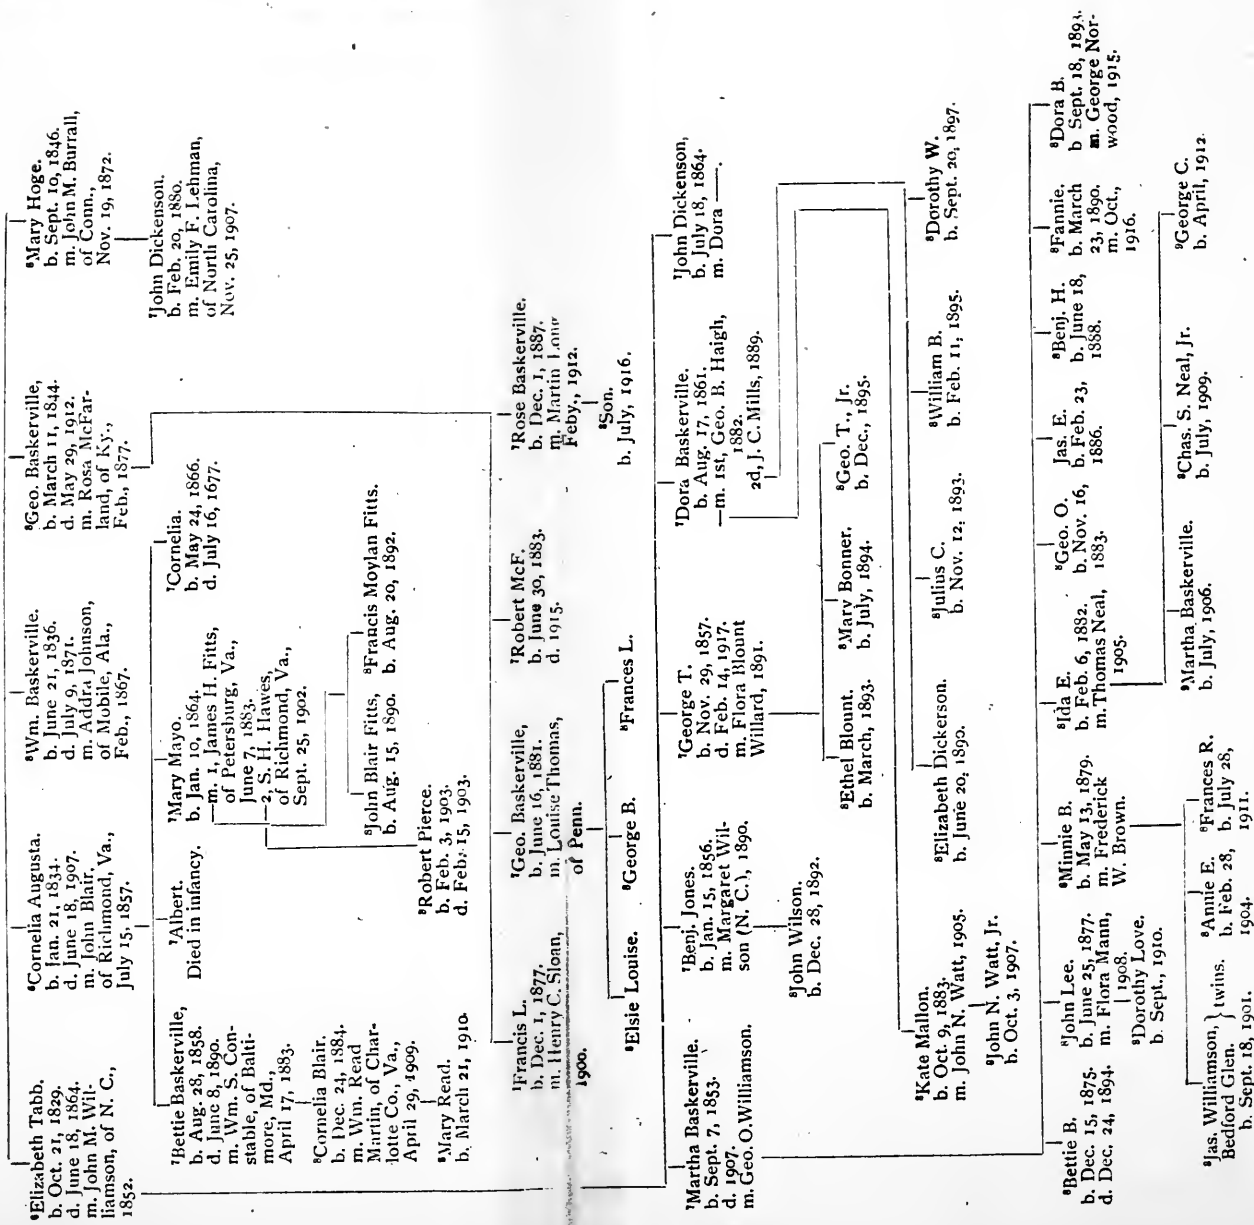 ⁶Elizabeth Tabb.
b. Oct. 21, 1829.
d. June 18, 1864.
m. John M. Wil-
liamson, of N. C.,
1852.
⁶Cornelia Augusta.
b. Jan. 21, 1834.
d. June 18, 1907.
m. John Blair,
of Richmond, Va.,
July 15, 1857.
⁶Wm. Baskerville.
b. June 21, 1836.
d. July 9, 1871.
m. Addra Johnson,
of Mobile, Ala.,
Feb., 1867.
⁶Geo. Baskerville,
b. March 11, 1844.
d. May 29, 1912.
m. Rosa McFar-
land, of Ky.,
Feb., 1877.
⁶Mary Hoge.
b. Sept. 10, 1846.
m. John M. Burrall,
of Conn.,
Nov. 19, 1872.
⁷John Dickenson.
b. Feb. 20, 1880.
m. Emily F. Lehman,
of North Carolina,
Nov. 25, 1907.
⁷Bettie Baskerville,
b. Aug. 28, 1858.
d. June 8, 1890.
m. Wm. S. Con-
stable, of Balti-
more, Md.,
April 17, 1883.
⁸Cornelia Blair.
b. Dec. 24, 1884.
m. Wm. Read
Martin, of Char-
lotte Co., Va.,
April 29, 1909.
⁹Mary Read.
b. March 21, 1910.
⁷Albert.
Died in infancy.
⁷Mary Mayo.
b. Jan. 10, 1864.
—m. 1, James H. Fitts,
of Petersburg, Va.,
June 7, 1883.
—2, S. H. Hawes,
of Richmond, Va.,
Sept. 25, 1902.
⁷Cornelia.
b. May 24, 1866.
d. July 16, 1677.
⁸John Blair Fitts,
b. Aug. 15, 1890.
⁸Francis Moylan Fitts.
b. Aug. 20, 1892.
⁸Robert Pierce.
b. Feb. 3, 1903.
d. Feb. 15, 1903.
⁷Francis L.
b. Dec. 1, 1877.
m. Henry C. Sloan,
1900.
⁷Geo. Baskerville,
b. June 16, 1881.
m. Louise Thomas,
of Penn.
⁷Robert McF.
b. June 30, 1883.
d. 1915.
⁷Rose Baskerville.
b. Dec. 1, 1887.
m. Martin Long
Feby., 1912.
⁸Son.
b. July, 1916.
⁸Elsie Louise.
⁸George B.
⁸Frances L.
⁷Martha Baskerville.
b. Sept. 7, 1853.
d. 1907.
m. Geo. O. Williamson.
⁷Benj. Jones.
b. Jan. 15, 1856.
m. Margaret Wil-
son (N. C.), 1890.
⁸John Wilson.
b. Dec. 28, 1892.
⁷George T.
b. Nov. 29, 1857.
d. Feb. 14, 1917.
m. Flora Blount
Willard, 1891.
⁷Dora Baskerville.
b. Aug. 17, 1861.
—m. 1st, Geo. B. Haigh,
1882.
2d, J. C. Mills, 1889.
⁷John Dickenson,
b. July 18, 1864.
m. Dora ——.
⁸Ethel Blount.
b. March, 1893.
⁸Mary Bonner.
b. July, 1894.
⁸Geo. T., Jr.
b. Dec., 1895.
⁸Kate Mallon.
b. Oct. 9, 1883.
m. John N. Watt, 1905.
⁹John N. Watt, Jr.
b. Oct. 3, 1907.
⁸Elizabeth Dickerson.
b. June 20, 1890.
⁸Julius C.
b. Nov. 12, 1893.
⁸William B.
b. Feb. 11, 1895.
⁸Dorothy W.
b. Sept. 20, 1897.
⁸Bettie B.
b. Dec. 15, 1875.
d. Dec. 24, 1894.
⁸John Lee.
b. June 25, 1877.
m. Flora Mann,
1908.
⁹Dorothy Love.
b. Sept., 1910.
⁸Minnie B.
b. May 13, 1879.
m. Frederick
W. Brown.
⁸Ida E.
b. Feb. 6, 1882.
m. Thomas Neal,
1905.
⁸Geo. O.
b. Nov. 16,
1883.
Jas. E.
b. Feb. 23,
1886.
⁸Benj. H.
b. June 18,
1888.
⁸Fannie.
b. March
23, 1890.
m. Oct.,
1916.
⁸Dora B.
b Sept. 18, 1893.
m. George Nor-
wood, 1915.
⁹Jas. Williamson, } twins.
Bedford Glen.
b. Sept. 18, 1901.
⁹Annie E.
b. Feb. 28,
1904.
⁹Frances R.
b. July 28,
1911.
⁹Martha Baskerville.
b. July, 1906.
⁹Chas. S. Neal, Jr.
b. July, 1909.
⁹George C.
b. April, 1912